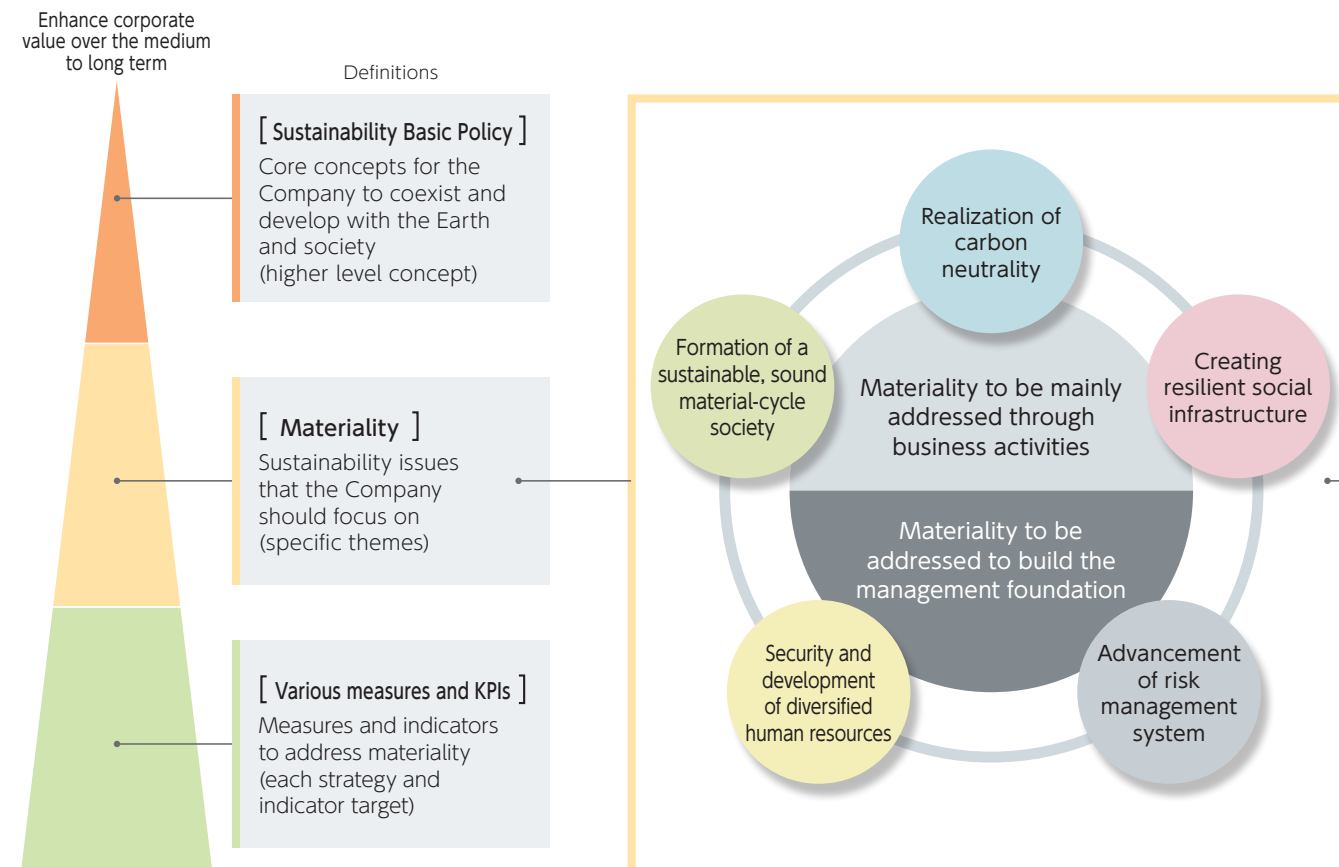 Enhance corporate
value over the medium
to long term
Definitions
[ Sustainability Basic Policy ]
Core concepts for the
Company to coexist and
develop with the Earth
and society
(higher level concept)
[ Materiality ]
Sustainability issues
that the Company
should focus on
(specific themes)
[ Various measures and KPIs ]
Measures and indicators
to address materiality
(each strategy and
indicator target)
Realization of
carbon
neutrality
Formation of a
sustainable, sound
material-cycle
society
Creating
resilient social
infrastructure
Materiality to be mainly
addressed through
business activities
Materiality to be
addressed to build the
management foundation
Security and
development
of diversified
human resources
Advancement
of risk
management
system